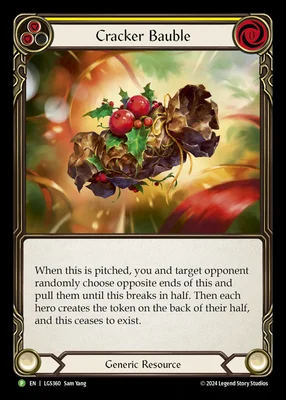 Cracker Bauble
When this is pitched, you and target opponent
randomly choose opposite ends of this and
pull them until this breaks in half. Then each
hero creates the token on the back of their half,
and this ceases to exist.
Generic Resource
P EN | LGS360 Sam Yang
© 2024 Legend Story Studios